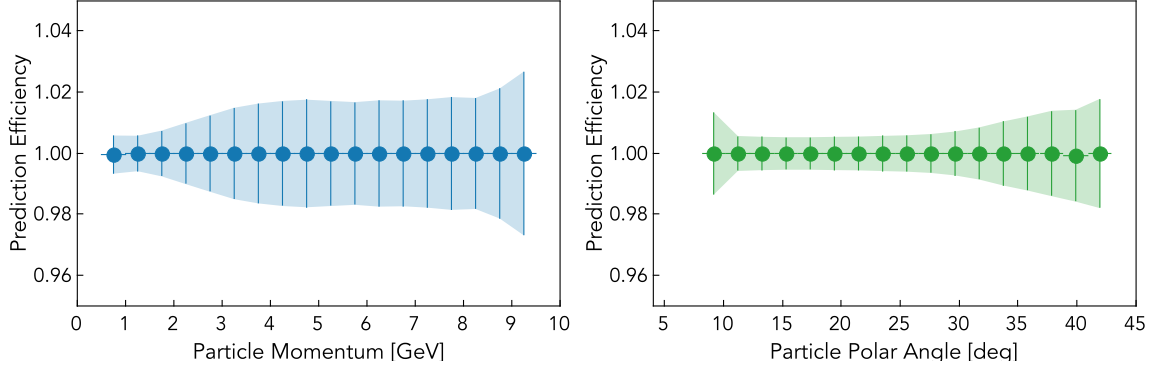 Prediction Efficiency
1.04
1.02
1.00
0.98
0.96
0 1 2 3 4 5 6 7 8 9 10
Particle Momentum [GeV]
Prediction Efficiency
1.04
1.02
1.00
0.98
0.96
5 10 15 20 25 30 35 40 45
Particle Polar Angle [deg]